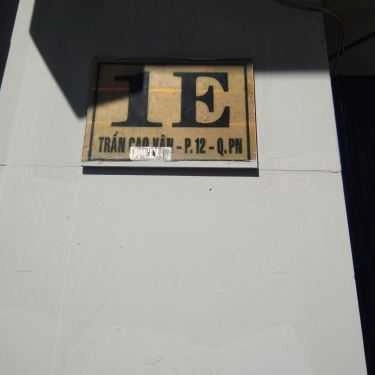 1E
TRẦN CAO VÂN - P. 12 - Q. PN